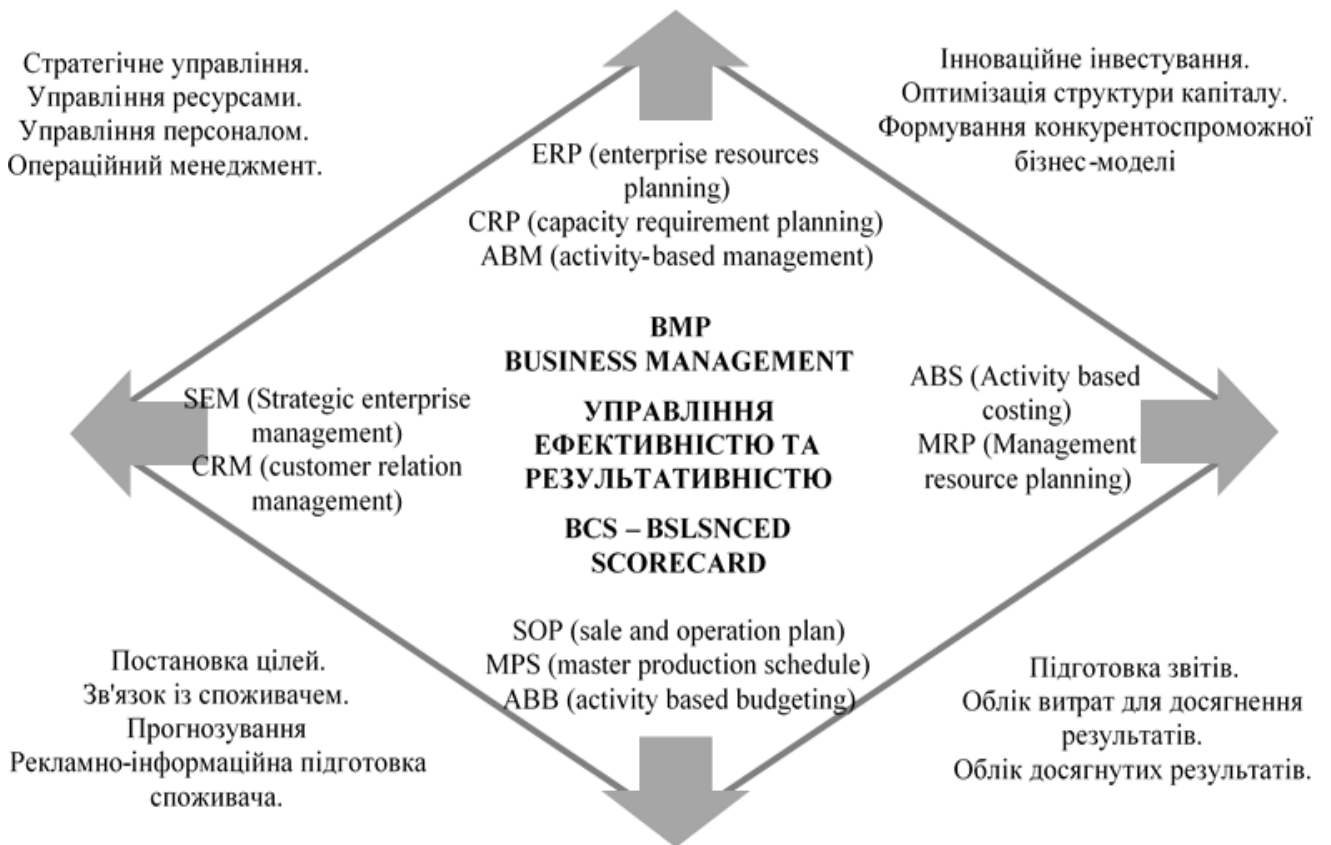 Стратегічне управління.
Управління ресурсами.
Управління персоналом.
Операційний менеджмент.
Інноваційне інвестування.
Оптимізація структури капіталу.
Формування конкурентоспроможної
бізнес-моделі
ERP (enterprise resources
planning)
CRP (capacity requirement planning)
ABM (activity-based management)
BMP
BUSINESS MANAGEMENT
SEM (Strategic enterprise
management)
CRM (customer relation
management)
УПРАВЛІННЯ
ЕФЕКТИВНІСТЮ ТА
РЕЗУЛЬТАТИВНІСТЮ
ABS (Activity based
costing)
MRP (Management
resource planning)
BCS – BSLSNCED
SCORECARD
SOP (sale and operation plan)
MPS (master production schedule)
ABB (activity based budgeting)
Постановка цілей.
Зв'язок із споживачем.
Прогнозування
Рекламно-інформаційна підготовка
споживача.
Підготовка звітів.
Облік витрат для досягнення
результатів.
Облік досягнутих результатів.